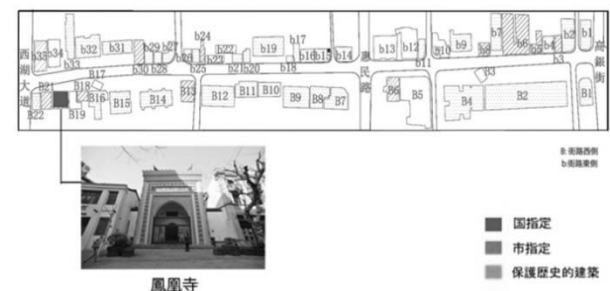 西湖大道
惠民路
高銀街
b35 b34 b33 b32 b31 b30 b29 b28 b27
b26 b25 b24 b23 b22 b21 b20 b19 b18 b17 b16 b15 b14
b13 b12 b11 b10 b9 b8 b7 b6 b5 b4 b3 b2 b1
B22 B21 B19 B18 B17 B16 B15 B14 B13
B12 B11 B10 B9 B8 B7
B6 B5 B4 B3 B2 B1
B:街路西側
b:街路東側
国指定
市指定
保護歴史的建築
鳳凰寺